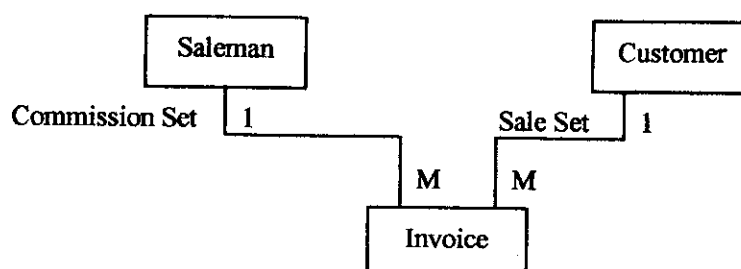 Saleman
Customer
Commission Set
1
Sale Set
1
M
M
Invoice